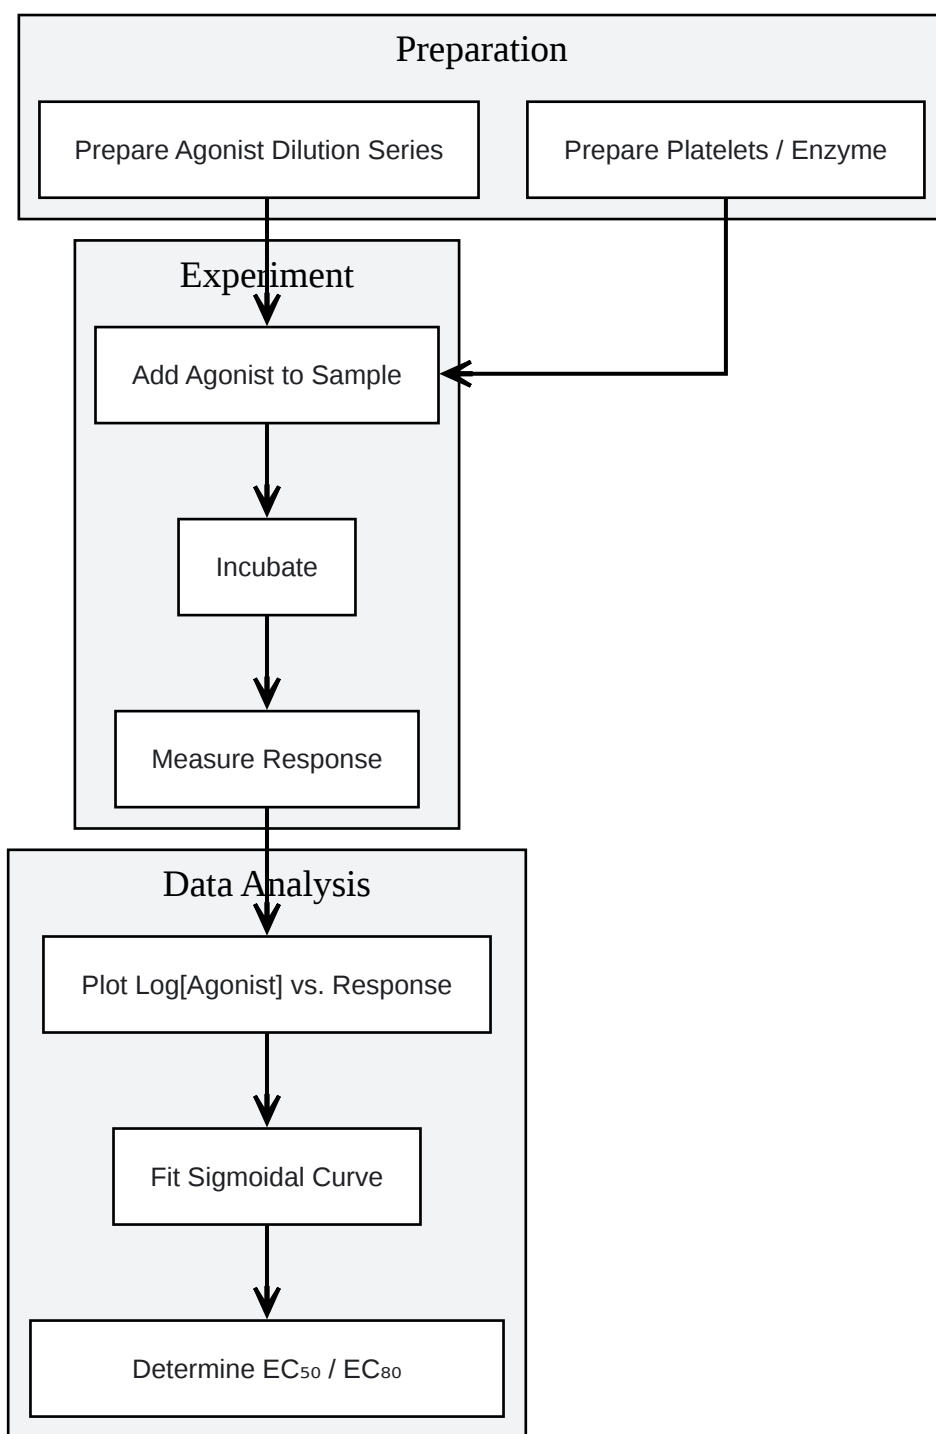 Preparation
Prepare Agonist Dilution Series
Prepare Platelets / Enzyme
Experiment
Add Agonist to Sample
Incubate
Measure Response
Data Analysis
Plot Log[Agonist] vs. Response
Fit Sigmoidal Curve
Determine EC₅₀ / EC₈₀